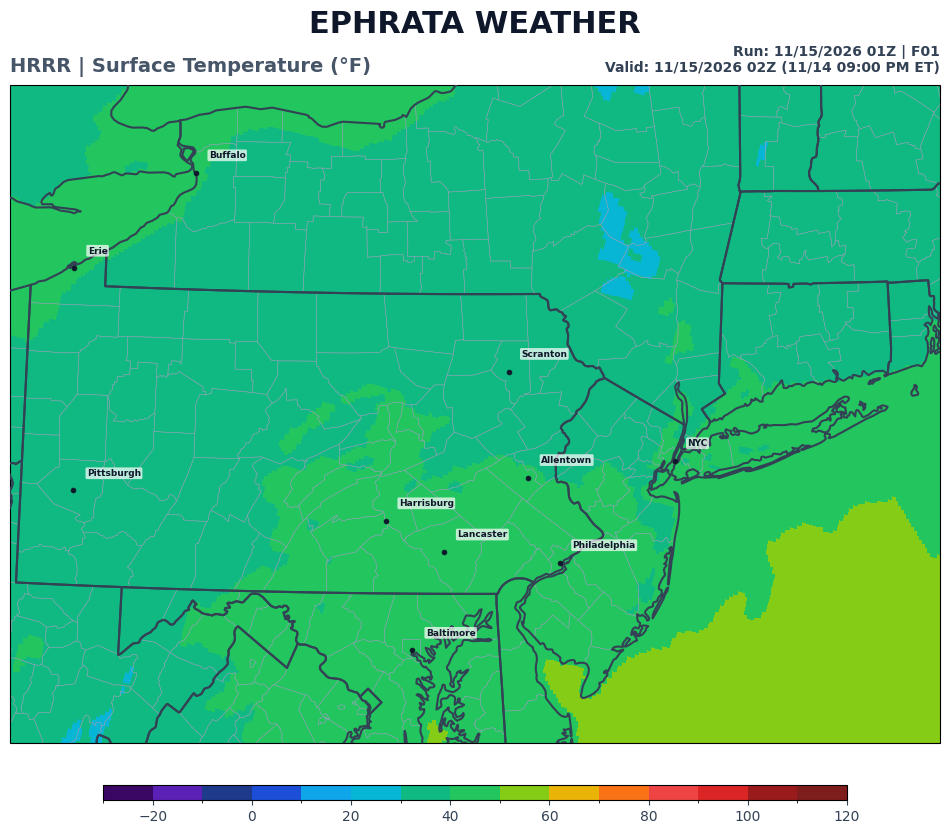 EPHRATA WEATHER
HRRR | Surface Temperature (°F)
Run: 11/15/2026 01Z | F01
Valid: 11/15/2026 02Z (11/14 09:00 PM ET)
Buffalo
Erie
Scranton
NYC
Allentown
Pittsburgh
Harrisburg
Lancaster
Philadelphia
Baltimore
−20 0 20 40 60 80 100 120